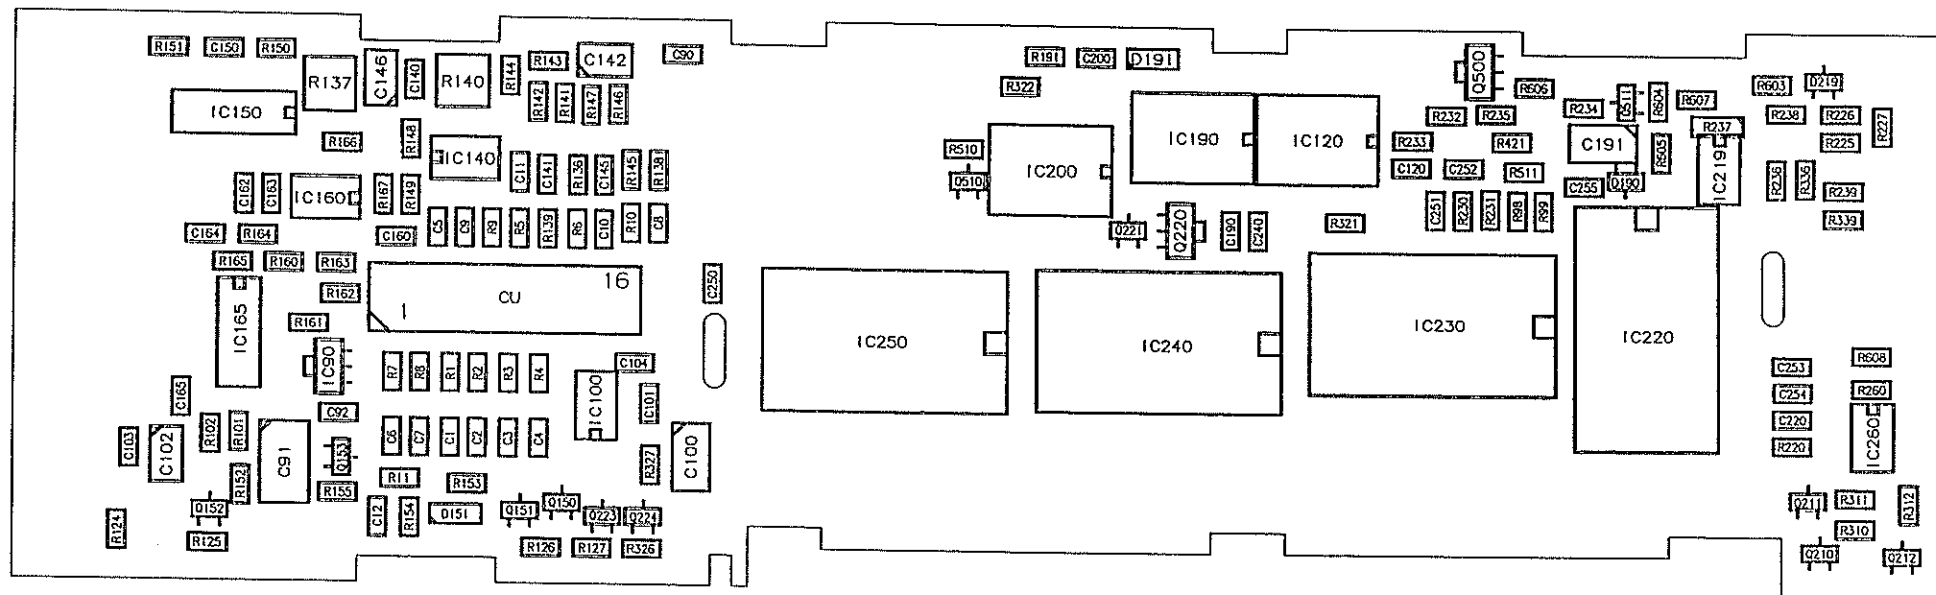 R151 C150 R150 R137 C146 C140 R140 R144 R143 C142 C90
R191 C200 D191 Q500 R606 R603 D219
R142 R141 R147 R146 R322 R234 Q511 R604 R607
IC150 R166 R148 IC140 IC190 IC120 R232 R235 R238 R226 R227
R510 IC200 R233 R421 C191 R605 R237 R225
C11 C141 R136 C145 R145 R138
C162 C163 IC160 R167 R149 Q510 C120 C252 R511 C255 Q190 IC219 R236 R336 R239
C164 R164 C160 C5 C9 R9 R5 R139 R6 C10 R10 C8
Q221 Q220 C190 C240 R321 C251 R230 R231 R98 R99 R339
R165 R160 R163
R162 1 CU 16 C250
IC165 R161 IC250 IC240 IC230 IC220
IC90 R7 R8 R1 R2 R3 R4 C104 C253 R608
C165 C92 IC100 C101 C254 R260
C103 C102 R102 R101 C91 Q153 C6 C7 C1 C2 C3 C4 R327 C100 C220 R220 IC260
R152 R155 R11 R153
R124 Q152 C12 R154 D151 Q151 Q150 Q223 Q224 Q211 R311 R312
R125 R126 R127 R326 R310
Q210 Q212